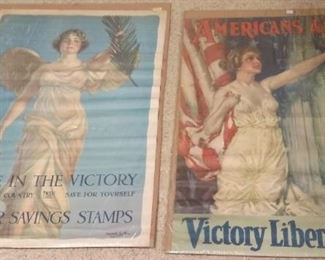 E IN THE VICTORY
COUNTRY SAVE FOR YOURSELF
R SAVINGS STAMPS
AMERICANS A
Victory Liber